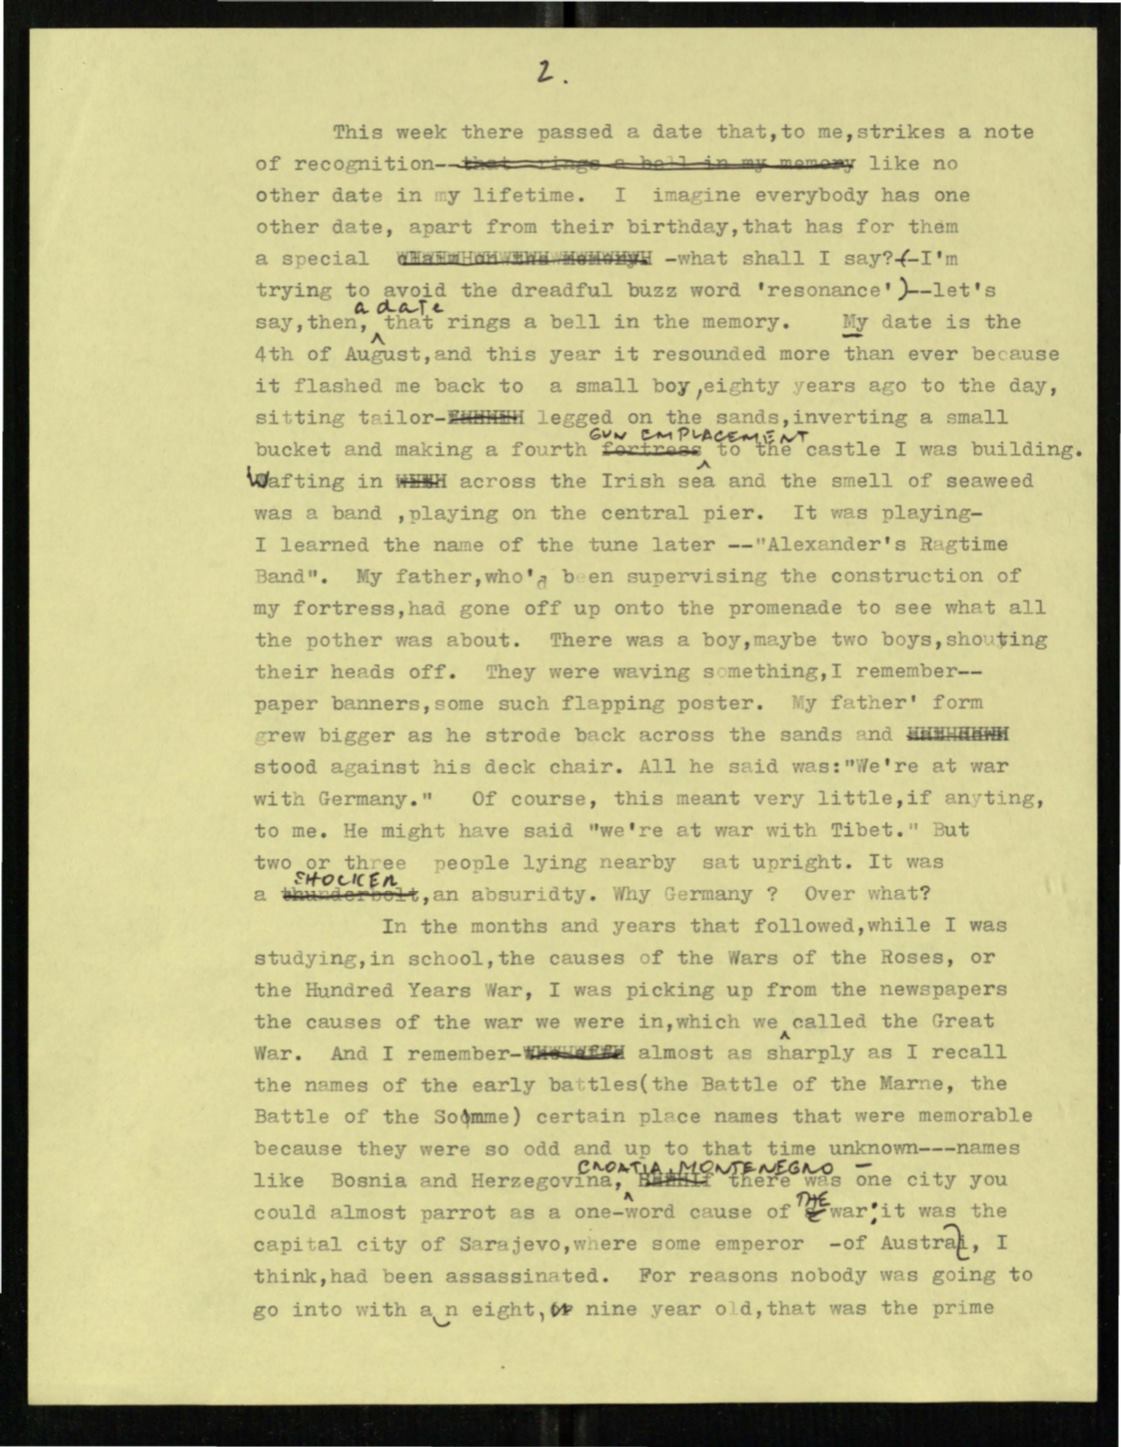 2.
This week there passed a date that,to me,strikes a note
of recognition--that rings a bell in my memory like no
other date in my lifetime. I imagine everybody has one
other date, apart from their birthday,that has for them
a special -what shall I say?(-I'm
trying to avoid the dreadful buzz word 'resonance')--let's
a date
say,then, that rings a bell in the memory. My date is the
4th of August,and this year it resounded more than ever because
it flashed me back to a small boy,eighty years ago to the day,
sitting tailor- legged on the sands,inverting a small
GUN EMPLACEMENT
bucket and making a fourth fortress to the castle I was building.
Wafting in across the Irish sea and the smell of seaweed
was a band ,playing on the central pier. It was playing-
I learned the name of the tune later --"Alexander's Ragtime
Band". My father,who'd been supervising the construction of
my fortress,had gone off up onto the promenade to see what all
the pother was about. There was a boy,maybe two boys,shouting
their heads off. They were waving something,I remember--
paper banners,some such flapping poster. My father' form
grew bigger as he strode back across the sands and
stood against his deck chair. All he said was:"We're at war
with Germany." Of course, this meant very little,if anyting,
to me. He might have said "we're at war with Tibet." But
two or three people lying nearby sat upright. It was
SHOCKER
a thunderbolt,an absurdity. Why Germany ? Over what?
In the months and years that followed,while I was
studying,in school,the causes of the Wars of the Roses, or
the Hundred Years War, I was picking up from the newspapers
the causes of the war we were in,which we called the Great
War. And I remember- almost as sharply as I recall
the names of the early battles(the Battle of the Marne, the
Battle of the Somme) certain place names that were memorable
because they were so odd and up to that time unknown---names
CROATIA, MONTENEGRO -
like Bosnia and Herzegovina, there was one city you
THE
could almost parrot as a one-word cause of war:it was the
capital city of Sarajevo,where some emperor -of Austrai, I
think,had been assassinated. For reasons nobody was going to
go into with a n eight, or nine year old,that was the prime